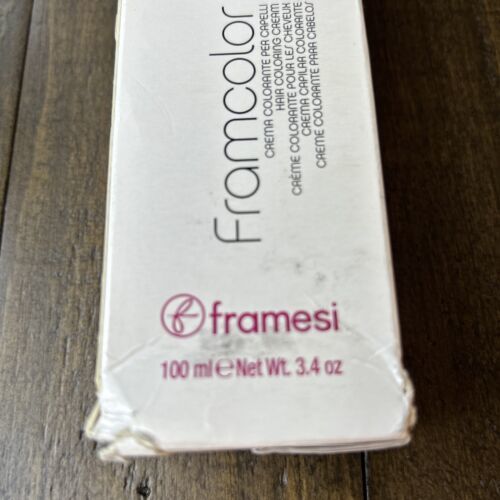 Framcolor
CREMA COLORANTE PER CAPELLI
HAIR COLORING CREAM
CRÈME COLORANTE POUR LES CHEVEUX
CREMA CAPILAR COLORANTE
CREME COLORANTE PARA CABELOS
framesi
100 ml ℮ Net Wt. 3.4 oz